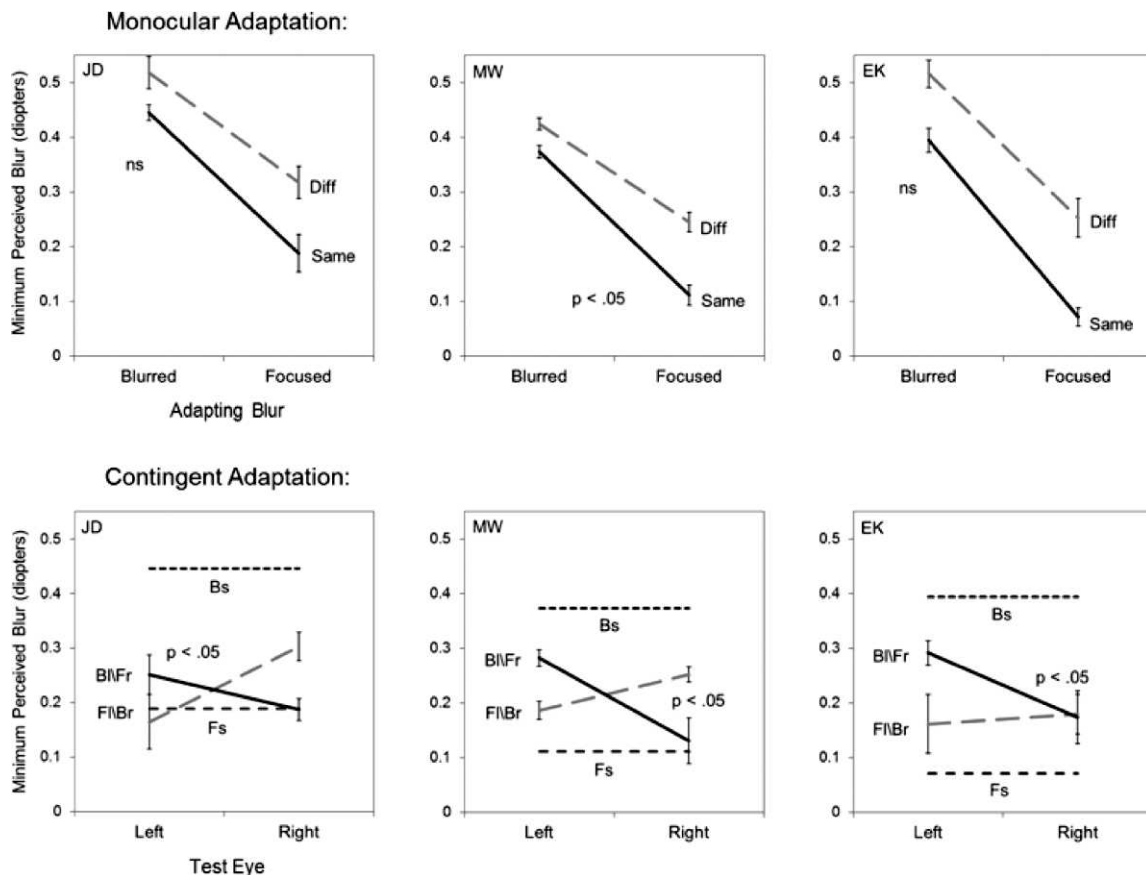 Monocular Adaptation:
Minimum Perceived Blur (diopters)
JD
0.5
0.4
0.3
0.2
0.1
0
ns
Diff
Same
Blurred Focused
Adapting Blur
MW
0.5
0.4
0.3
0.2
0.1
0
Diff
p < .05
Same
Blurred Focused
EK
0.5
0.4
0.3
0.2
0.1
0
ns
Diff
Same
Blurred Focused
Contingent Adaptation:
Minimum Perceived Blur (diopters)
JD
0.5
0.4
0.3
0.2
0.1
0
Bs
p < .05
Bl\Fr
Fl\Br
Fs
Left Right
Test Eye
MW
0.5
0.4
0.3
0.2
0.1
0
Bs
Bl\Fr
p < .05
Fl\Br
Fs
Left Right
EK
0.5
0.4
0.3
0.2
0.1
0
Bs
Bl\Fr
p < .05
Fl\Br
Fs
Left Right